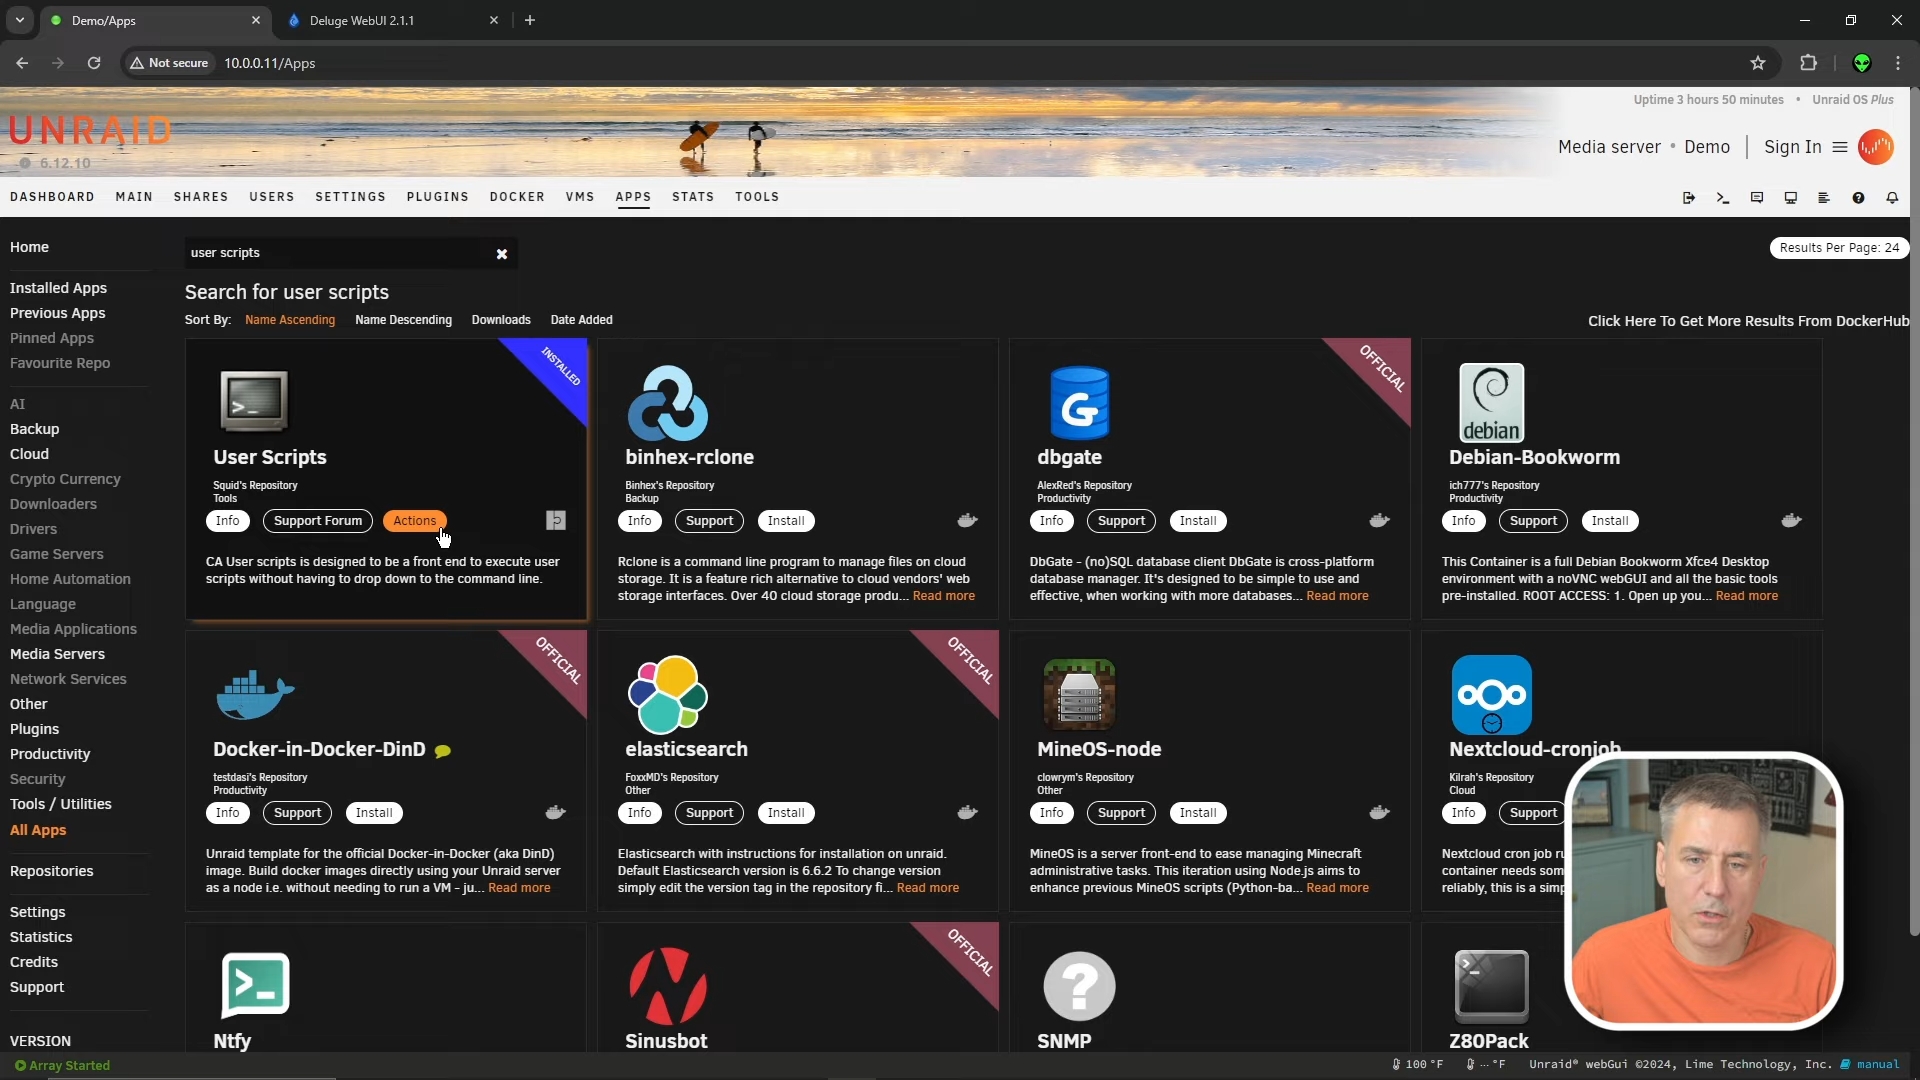 Demo/Apps
Deluge WebUI 2.1.1
Not secure
10.0.0.11/Apps
Uptime 3 hours 50 minutes • Unraid OS Plus
UNRAID
6.12.10
Media server • Demo
Sign In
DASHBOARD MAIN SHARES USERS SETTINGS PLUGINS DOCKER VMS APPS STATS TOOLS
Home
Installed Apps
Previous Apps
Pinned Apps
Favourite Repo
AI
Backup
Cloud
Crypto Currency
Downloaders
Drivers
Game Servers
Home Automation
Language
Media Applications
Media Servers
Network Services
Other
Plugins
Productivity
Security
Tools / Utilities
All Apps
Repositories
Settings
Statistics
Credits
Support
VERSION
user scripts
Results Per Page: 24
Search for user scripts
Sort By: Name Ascending Name Descending Downloads Date Added
Click Here To Get More Results From DockerHub
INSTALLED
User Scripts
Squid's Repository
Tools
Info Support Forum Actions
CA User scripts is designed to be a front end to execute user
scripts without having to drop down to the command line.
binhex-rclone
Binhex's Repository
Backup
Info Support Install
Rclone is a command line program to manage files on cloud
storage. It is a feature rich alternative to cloud vendors' web
storage interfaces. Over 40 cloud storage produ... Read more
OFFICIAL
dbgate
AlexRed's Repository
Productivity
Info Support Install
DbGate - (no)SQL database client DbGate is cross-platform
database manager. It's designed to be simple to use and
effective, when working with more databases... Read more
debian
Debian-Bookworm
ich777's Repository
Productivity
Info Support Install
This Container is a full Debian Bookworm Xfce4 Desktop
environment with a noVNC webGUI and all the basic tools
pre-installed. ROOT ACCESS: 1. Open up you... Read more
OFFICIAL
Docker-in-Docker-DinD
testdasi's Repository
Productivity
Info Support Install
Unraid template for the official Docker-in-Docker (aka DinD)
image. Build docker images directly using your Unraid server
as a node i.e. without needing to run a VM - ju... Read more
OFFICIAL
elasticsearch
FoxxMD's Repository
Other
Info Support Install
Elasticsearch with instructions for installation on unraid.
Default Elasticsearch version is 6.6.2 To change version
simply edit the version tag in the repository fi... Read more
MineOS-node
clowrym's Repository
Other
Info Support Install
MineOS is a server front-end to ease managing Minecraft
administrative tasks. This iteration using Node.js aims to
enhance previous MineOS scripts (Python-ba... Read more
Nextcloud-cronjob
Kilrah's Repository
Cloud
Info Support
Nextcloud cron job
container needs
reliably, this is a
Ntfy
OFFICIAL
Sinusbot
SNMP
Z80Pack
Array Started
100 °F
-- °F
Unraid® webGui ©2024, Lime Technology, Inc.
manual